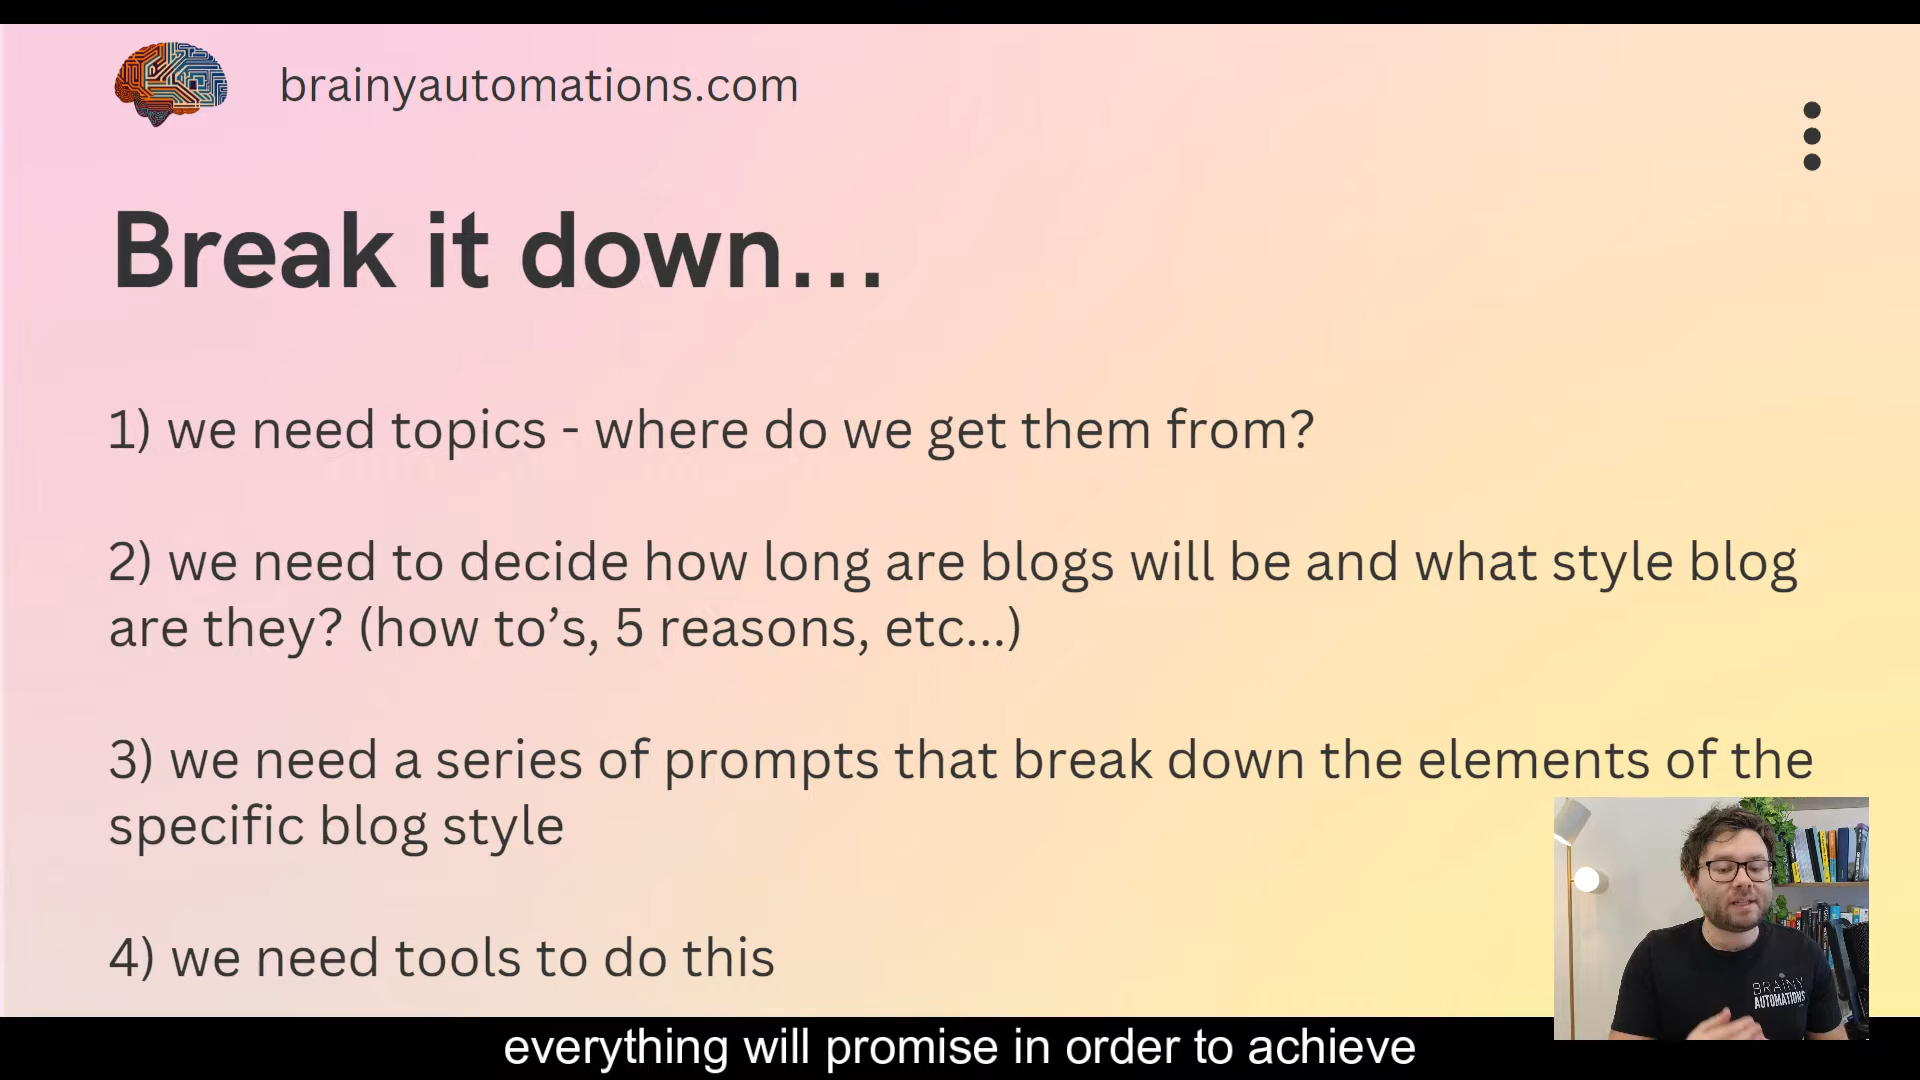 brainyautomations.com
Break it down...
1) we need topics - where do we get them from?
2) we need to decide how long are blogs will be and what style blog
are they? (how to’s, 5 reasons, etc...)
3) we need a series of prompts that break down the elements of the
specific blog style
4) we need tools to do this
BRAINY
AUTOMATIONS
everything will promise in order to achieve